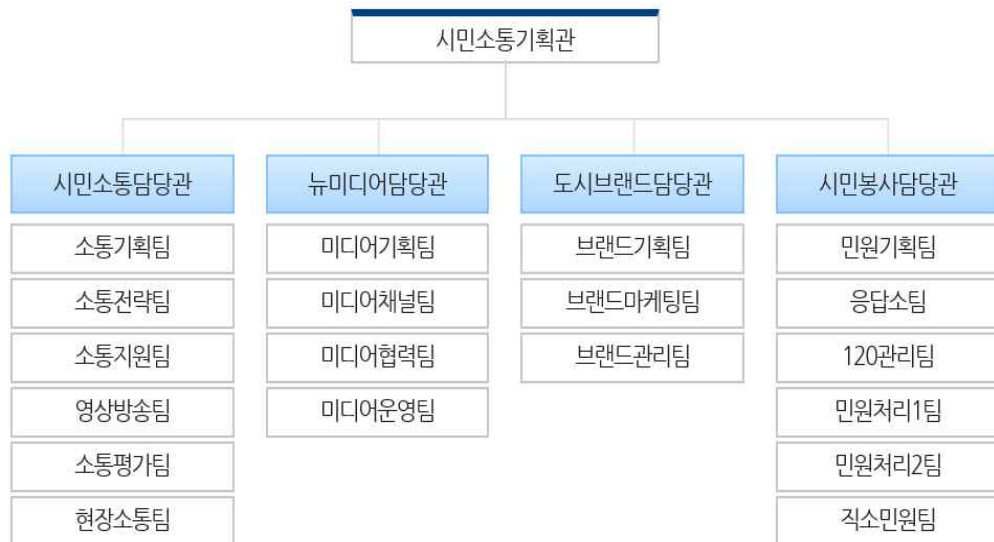 시민소통기획관
시민소통담당관
소통기획팀
소통전략팀
소통지원팀
영상방송팀
소통평가팀
현장소통팀
뉴미디어담당관
미디어기획팀
미디어채널팀
미디어협력팀
미디어운영팀
도시브랜드담당관
브랜드기획팀
브랜드마케팅팀
브랜드관리팀
시민봉사담당관
민원기획팀
응답소팀
120관리팀
민원처리1팀
민원처리2팀
직소민원팀